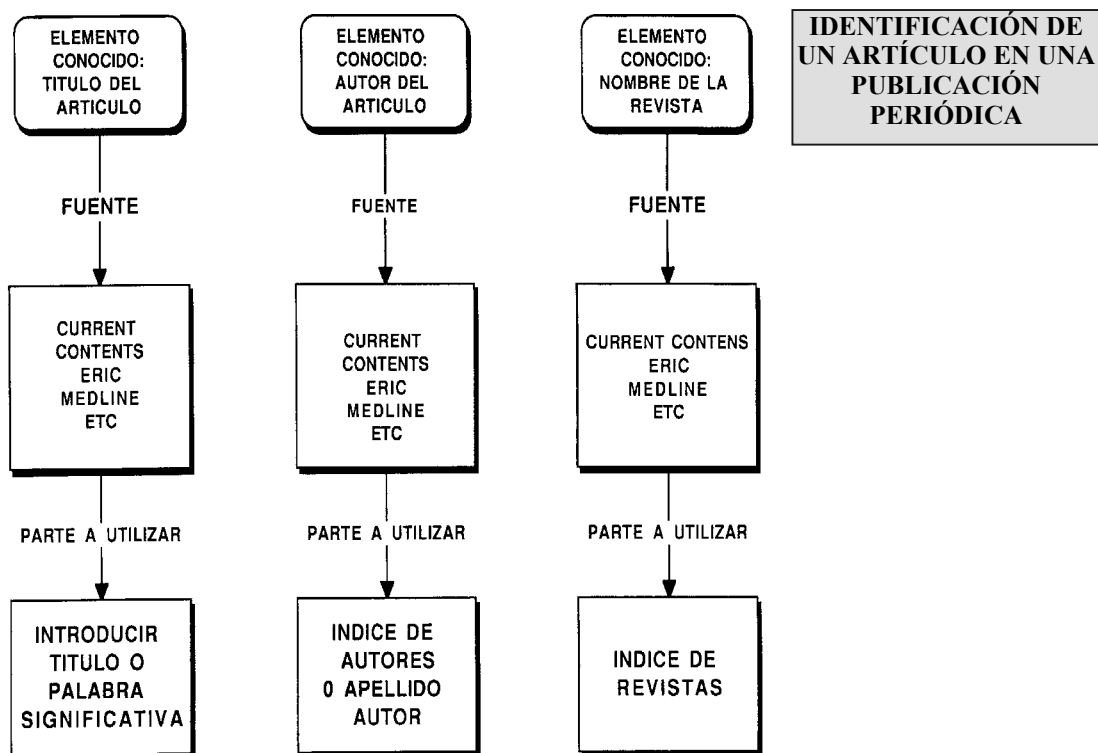 ELEMENTO
CONOCIDO:
TITULO DEL
ARTICULO
FUENTE
CURRENT
CONTENTS
ERIC
MEDLINE
ETC
PARTE A UTILIZAR
INTRODUCIR
TITULO O
PALABRA
SIGNIFICATIVA
ELEMENTO
CONOCIDO:
AUTOR DEL
ARTICULO
FUENTE
CURRENT
CONTENTS
ERIC
MEDLINE
ETC
PARTE A UTILIZAR
INDICE DE
AUTORES
O APELLIDO
AUTOR
ELEMENTO
CONOCIDO:
NOMBRE DE LA
REVISTA
FUENTE
CURRENT CONTENS
ERIC
MEDLINE
ETC
PARTE A UTILIZAR
INDICE DE
REVISTAS
IDENTIFICACIÓN DE
UN ARTÍCULO EN UNA
PUBLICACIÓN
PERIÓDICA